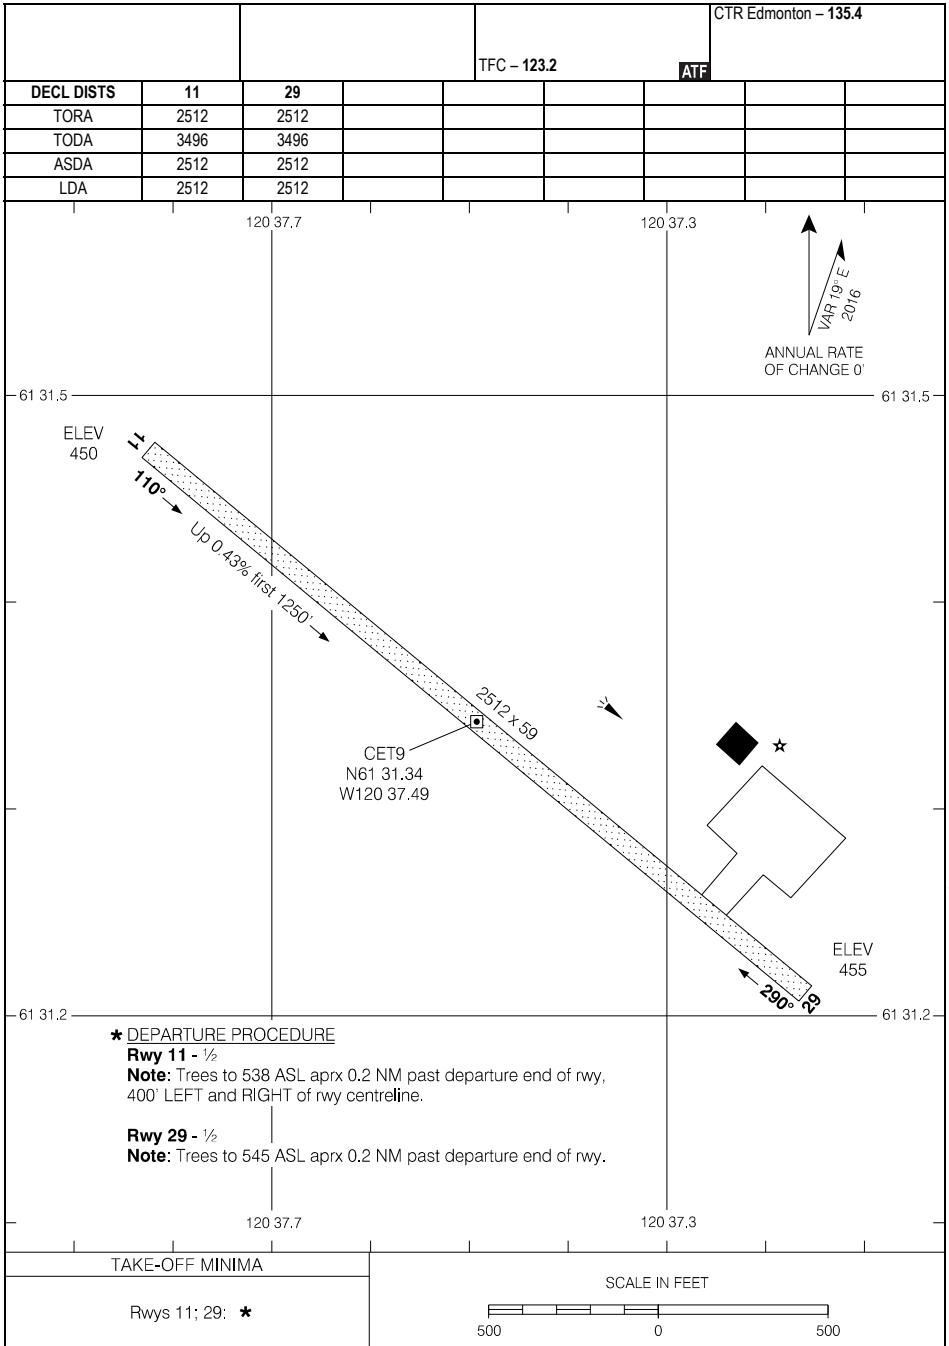 CTR Edmonton – 135.4
TFC – 123.2
ATF
DECL DISTS 11 29
TORA 2512 2512
TODA 3496 3496
ASDA 2512 2512
LDA 2512 2512
120 37.7 120 37.3
VAR 19° E
2016
ANNUAL RATE
OF CHANGE 0'
61 31.5 61 31.5
ELEV
450
11
110°
Up 0.43% first 1250'
2512 x 59
CET9
N61 31.34
W120 37.49
ELEV
455
290°
29
61 31.2 61 31.2
* DEPARTURE PROCEDURE
Rwy 11 - ½
Note: Trees to 538 ASL aprx 0.2 NM past departure end of rwy,
400' LEFT and RIGHT of rwy centreline.
Rwy 29 - ½
Note: Trees to 545 ASL aprx 0.2 NM past departure end of rwy.
120 37.7 120 37.3
TAKE-OFF MINIMA
Rwys 11; 29: *
SCALE IN FEET
500 0 500